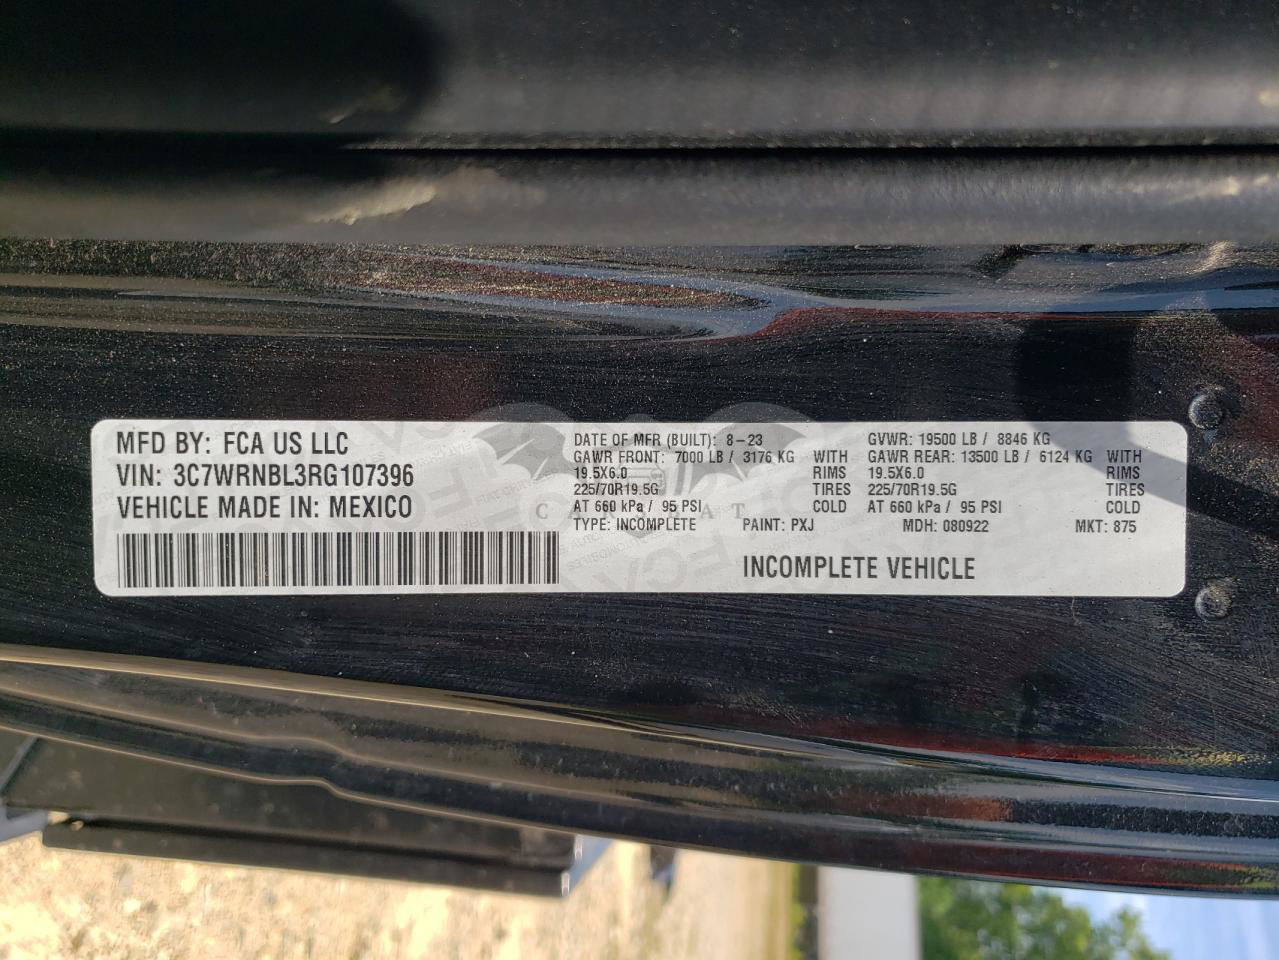 MFD BY: FCA US LLC
VIN: 3C7WRNBL3RG107396
VEHICLE MADE IN: MEXICO
DATE OF MFR (BUILT): 8-23
GAWR FRONT: 7000 LB / 3176 KG WITH
19.5X6.0 RIMS
225/70R19.5G TIRES
AT 660 kPa / 95 PSI COLD
TYPE: INCOMPLETE PAINT: PXJ MDH: 080922 MKT: 875
GVWR: 19500 LB / 8846 KG
GAWR REAR: 13500 LB / 6124 KG WITH
19.5X6.0 RIMS
225/70R19.5G TIRES
AT 660 kPa / 95 PSI COLD
INCOMPLETE VEHICLE